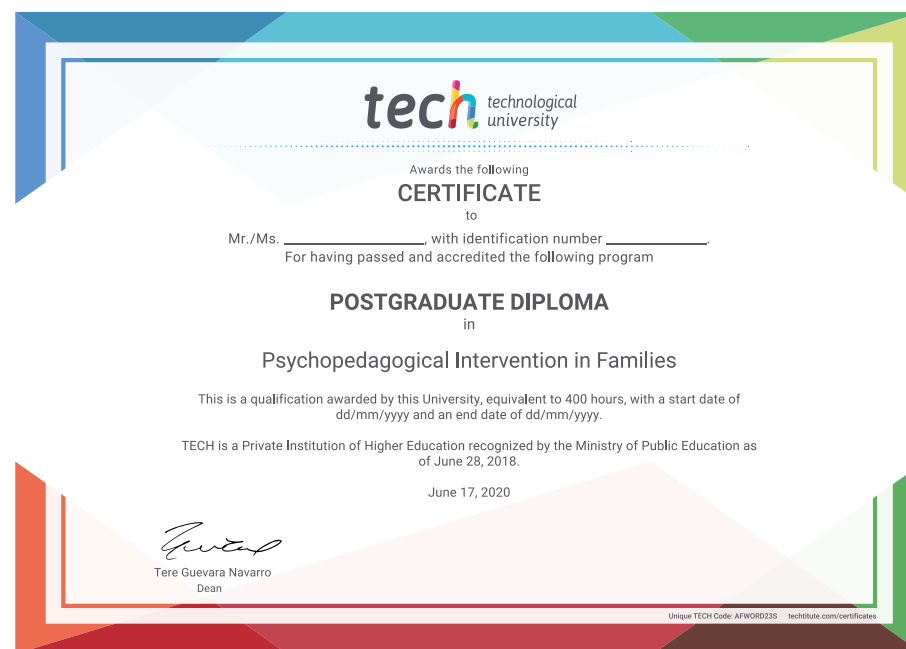 tech technological
university
Awards the following
CERTIFICATE
to
Mr./Ms. ____________________, with identification number ______________.
For having passed and accredited the following program
POSTGRADUATE DIPLOMA
in
Psychopedagogical Intervention in Families
This is a qualification awarded by this University, equivalent to 400 hours, with a start date of
dd/mm/yyyy and an end date of dd/mm/yyyy.
TECH is a Private Institution of Higher Education recognized by the Ministry of Public Education as
of June 28, 2018.
June 17, 2020
Tere Guevara Navarro
Dean
Unique TECH Code: AFWORD23S techtitute.com/certificates